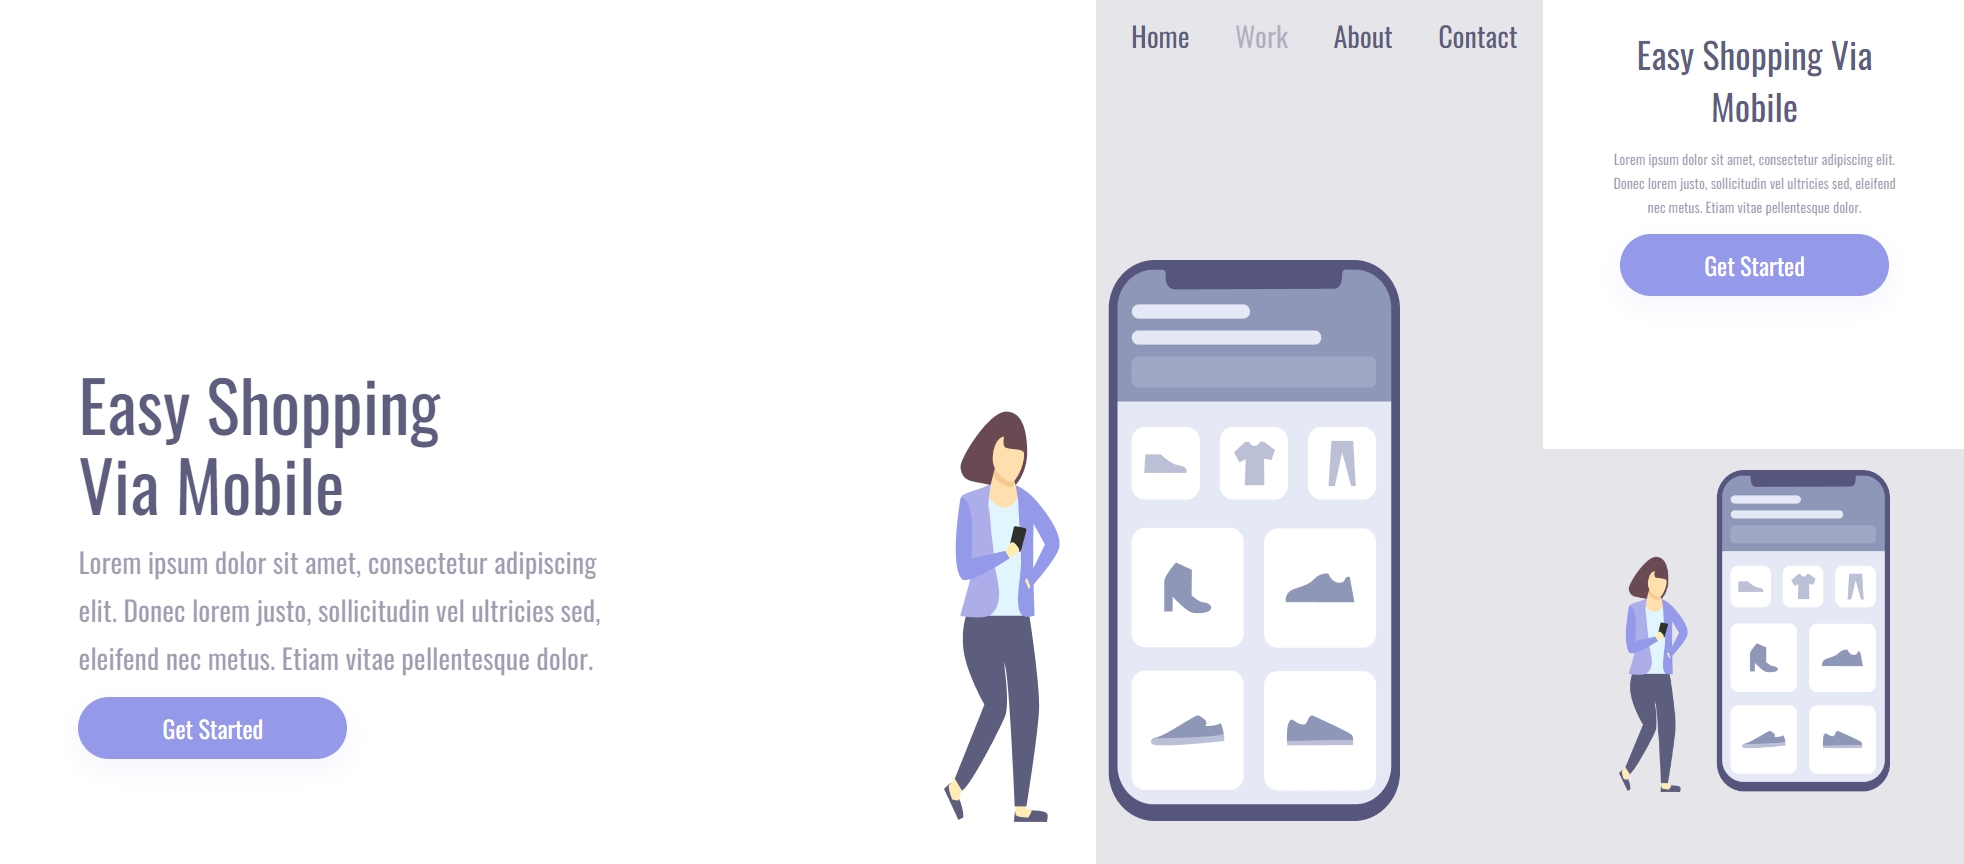 Home Work About Contact
Easy Shopping
Via Mobile
Lorem ipsum dolor sit amet, consectetur adipiscing
elit. Donec lorem justo, sollicitudin vel ultricies sed,
eleifend nec metus. Etiam vitae pellentesque dolor.
Get Started
Easy Shopping Via
Mobile
Lorem ipsum dolor sit amet, consectetur adipiscing elit.
Donec lorem justo, sollicitudin vel ultricies sed, eleifend
nec metus. Etiam vitae pellentesque dolor.
Get Started